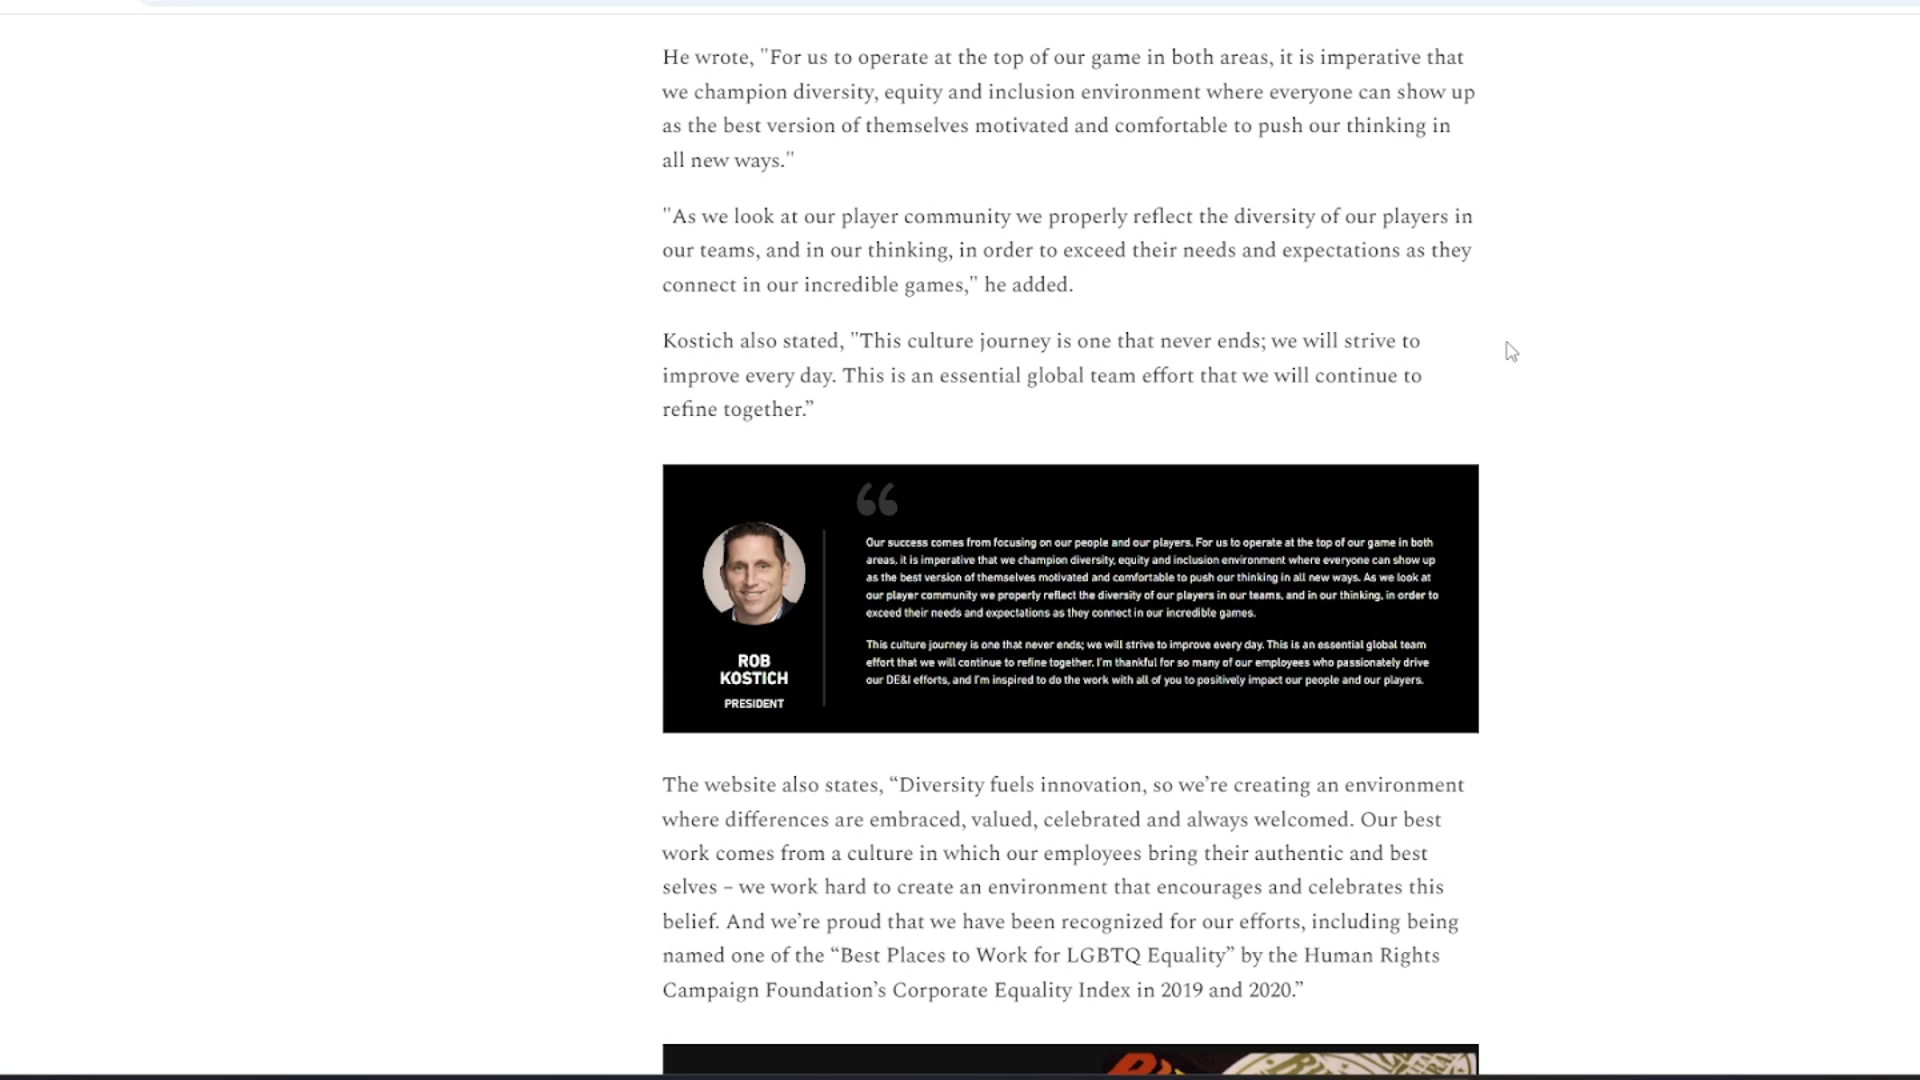 He wrote, "For us to operate at the top of our game in both areas, it is imperative that
we champion diversity, equity and inclusion environment where everyone can show up
as the best version of themselves motivated and comfortable to push our thinking in
all new ways."
"As we look at our player community we properly reflect the diversity of our players in
our teams, and in our thinking, in order to exceed their needs and expectations as they
connect in our incredible games," he added.
Kostich also stated, "This culture journey is one that never ends; we will strive to
improve every day. This is an essential global team effort that we will continue to
refine together.”
“
Our success comes from focusing on our people and our players. For us to operate at the top of our game in both
areas, it is imperative that we champion diversity, equity and inclusion environment where everyone can show up
as the best version of themselves motivated and comfortable to push our thinking in all new ways. As we look at
our player community we properly reflect the diversity of our players in our teams, and in our thinking, in order to
exceed their needs and expectations as they connect in our incredible games.
This culture journey is one that never ends; we will strive to improve every day. This is an essential global team
effort that we will continue to refine together. I'm thankful for so many of our employees who passionately drive
our DE&I efforts, and I'm inspired to do the work with all of you to positively impact our people and our players.
ROB
KOSTICH
PRESIDENT
The website also states, “Diversity fuels innovation, so we’re creating an environment
where differences are embraced, valued, celebrated and always welcomed. Our best
work comes from a culture in which our employees bring their authentic and best
selves – we work hard to create an environment that encourages and celebrates this
belief. And we’re proud that we have been recognized for our efforts, including being
named one of the “Best Places to Work for LGBTQ Equality” by the Human Rights
Campaign Foundation’s Corporate Equality Index in 2019 and 2020.”